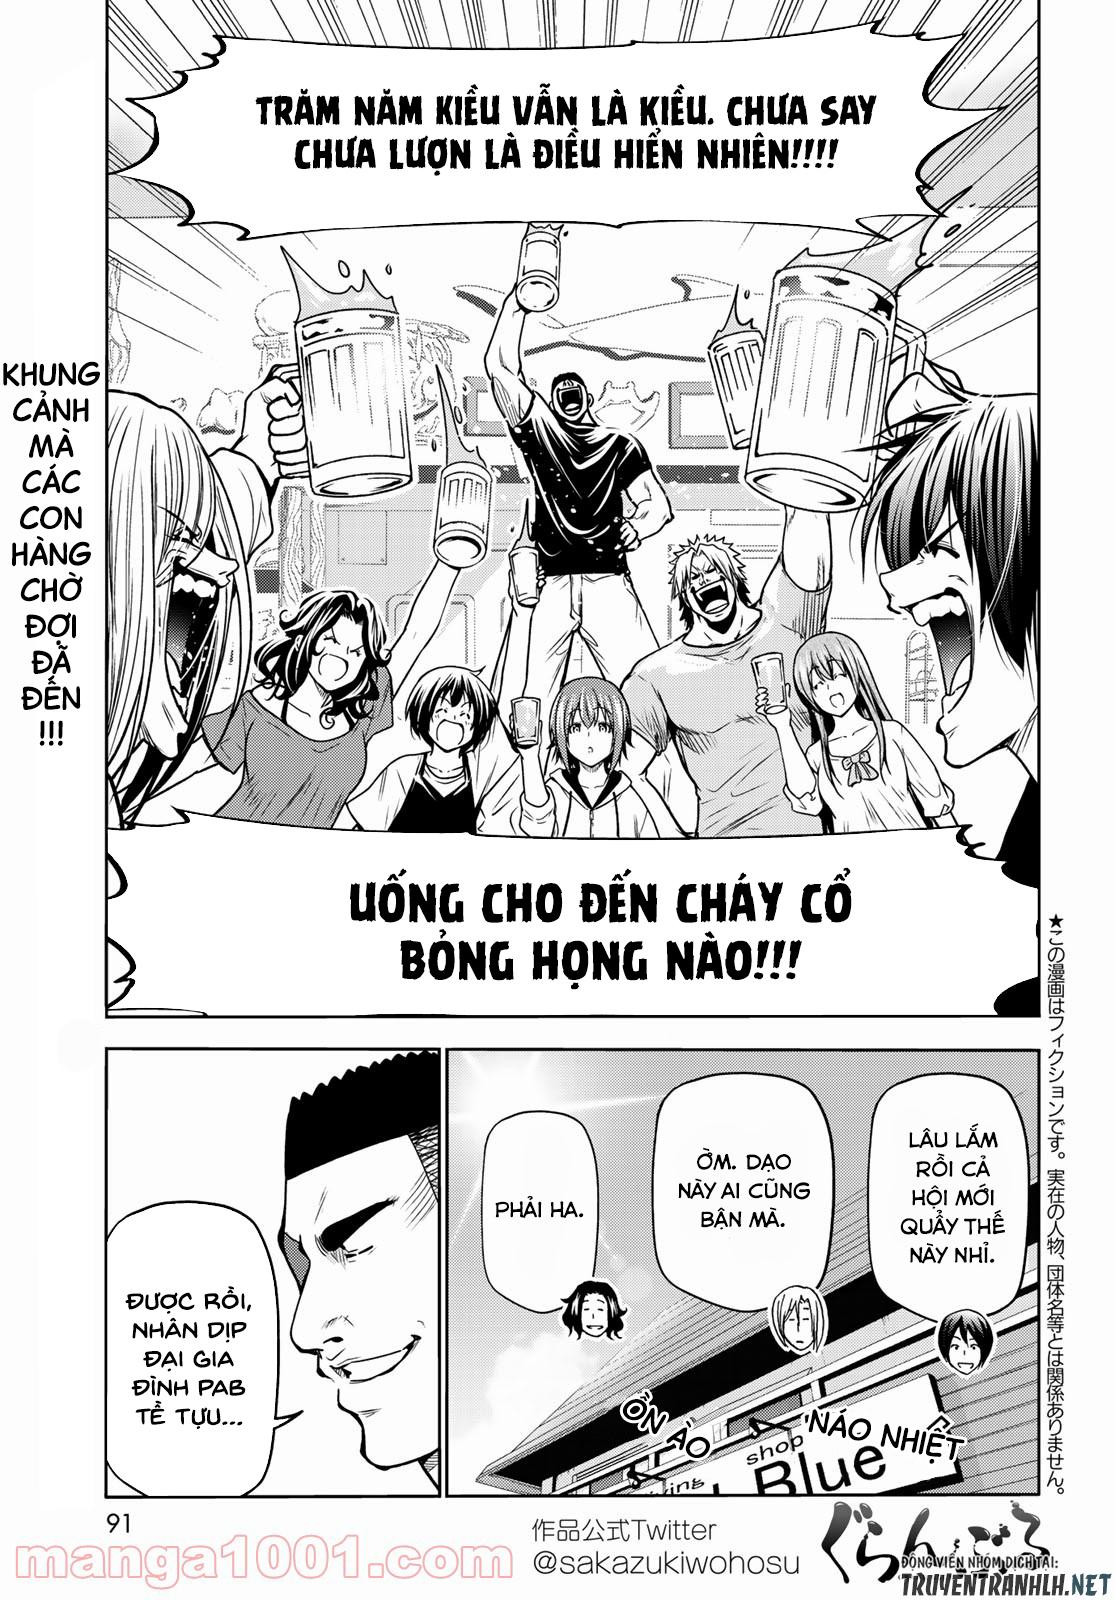 TRĂM NĂM KIỀU VẪN LÀ KIỀU. CHƯA SAY
CHƯA LƯỢN LÀ ĐIỀU HIỂN NHIÊN!!!!
KHUNG
CẢNH
MÀ
CÁC
CON
HÀNG
CHỜ
ĐỢI
ĐÃ
ĐẾN
!!!
UỐNG CHO ĐẾN CHÁY CỔ
BỎNG HỌNG NÀO!!!
★この漫画はフィクションです。実在の人物、団体名等とは関係ありません。
LÂU LẮM
RỒI CẢ
HỘI MỚI
QUẨY THẾ
NÀY NHỈ.
ỜM. DẠO
NÀY AI CŨNG
BẬN MÀ.
PHẢI HA.
ỒN ÀO
NÁO NHIỆT
shop
Blue
ĐƯỢC RỒI,
NHÂN DỊP
ĐẠI GIA
ĐÌNH PAB
TỀ TỰU...
91
manga1001.com
作品公式Twitter
@sakazukiwohosu
ぐらんぶる
ĐỘNG VIÊN NHÓM DỊCH TẠI:
TRUYENTRANHLH.NET